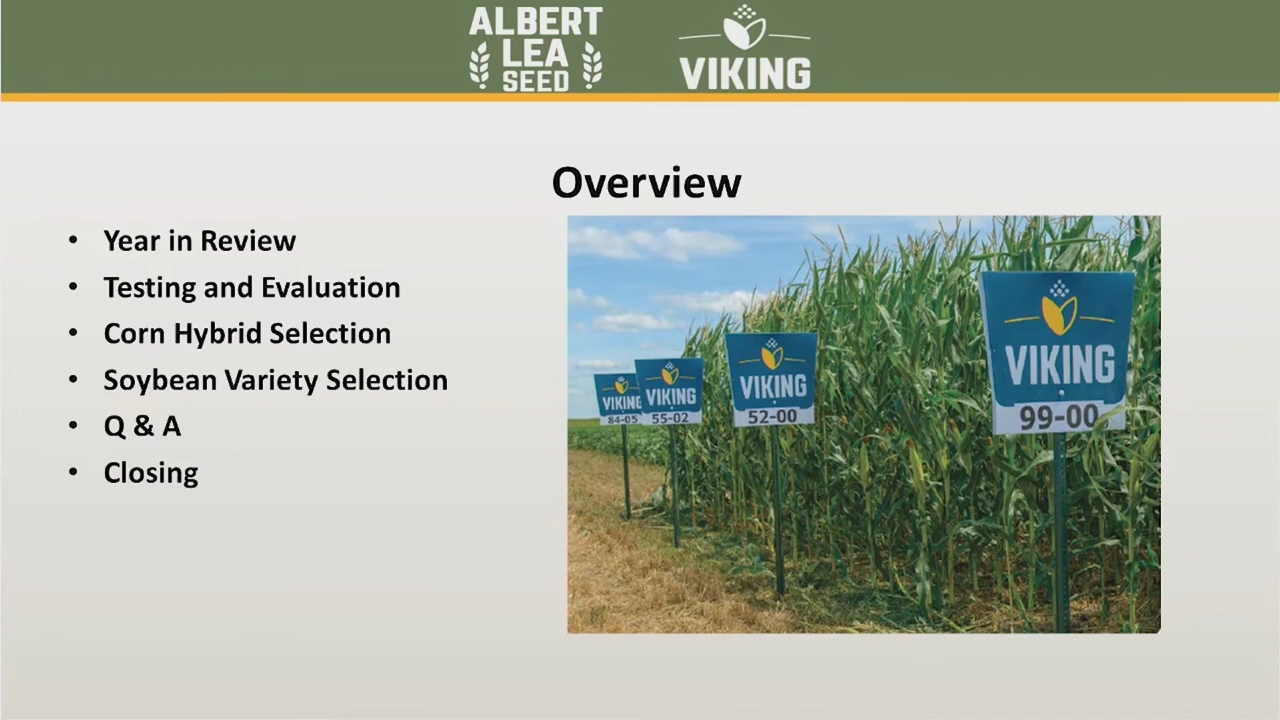 ALBERT
LEA
SEED
VIKING
Overview
• Year in Review
• Testing and Evaluation
• Corn Hybrid Selection
• Soybean Variety Selection
• Q & A
• Closing
VIKING
84-05
VIKING
55-02
VIKING
52-00
VIKING
99-00